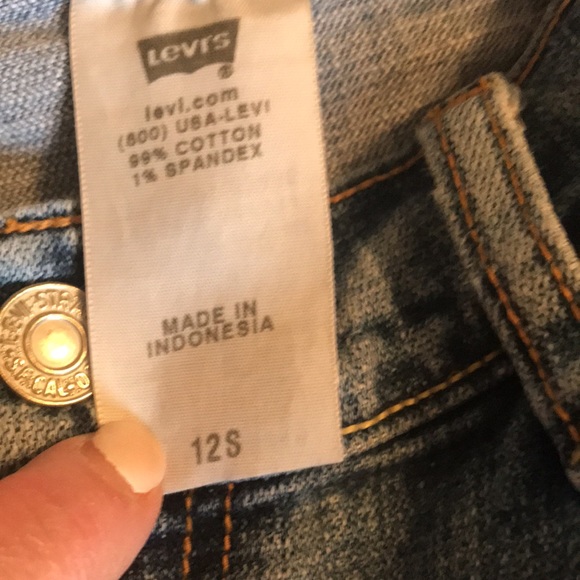 Levi's
®
levi.com
(800) USA-LEVI
99% COTTON
1% SPANDEX
MADE IN
INDONESIA
12S